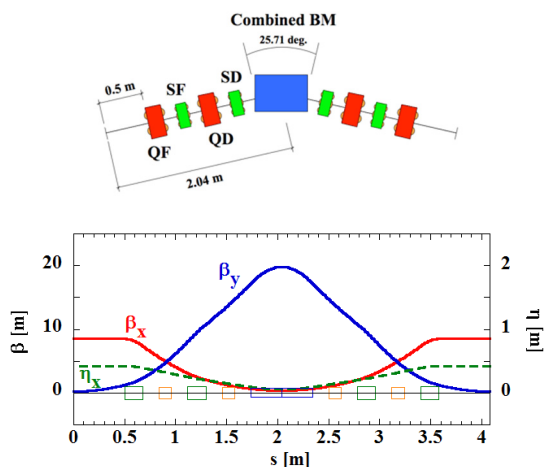 Combined BM
25.71 deg.
0.5 m
SF
SD
QF
QD
2.04 m
20
10
0
β [m]
βy
βx
ηx
2
1
0
η [m]
0 0.5 1 1.5 2 2.5 3 3.5 4
s [m]